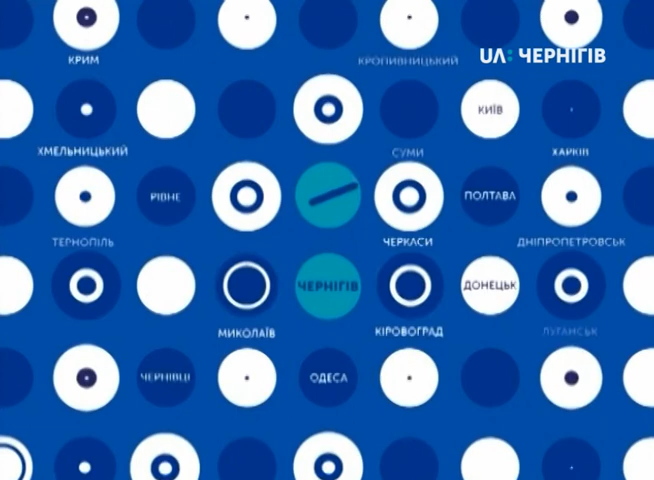 КРИМ
КРОПИВНИЦЬКИЙ
UA: ЧЕРНІГІВ
КИЇВ
ХМЕЛЬНИЦЬКИЙ
СУМИ
ХАРКІВ
РІВНЕ
ПОЛТАВА
ТЕРНОПІЛЬ
ЧЕРКАСИ
ДНІПРОПЕТРОВСЬК
ЧЕРНІГІВ
ДОНЕЦЬК
МИКОЛАЇВ
КІРОВОГРАД
ЛУГАНСЬК
ЧЕРНІВЦІ
ОДЕСА